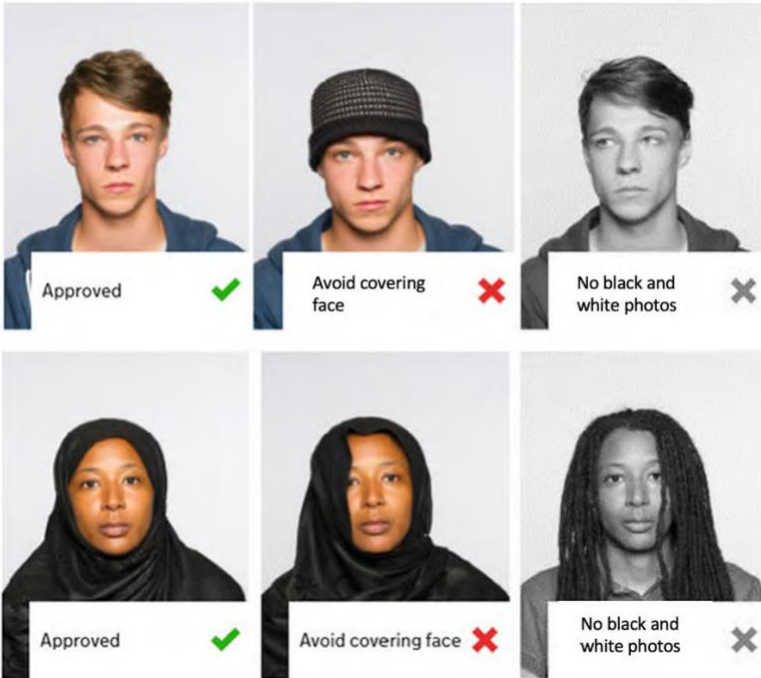 Approved
Avoid covering
face
No black and
white photos
Approved
Avoid covering face
No black and
white photos